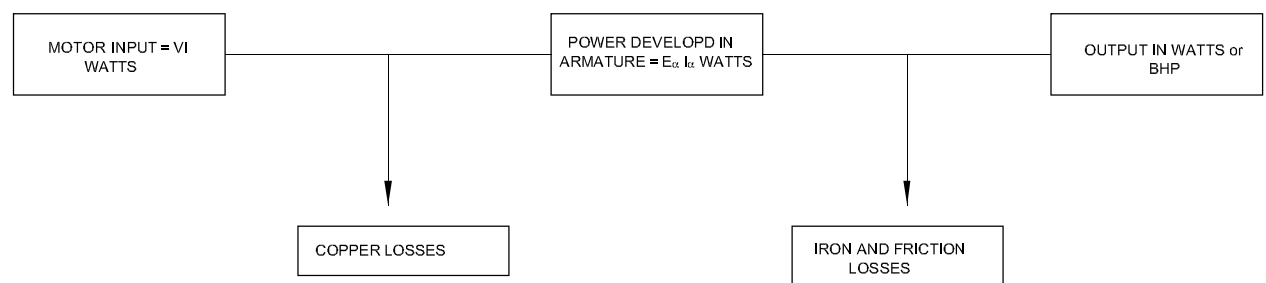 MOTOR INPUT = VI
WATTS
POWER DEVELOPD IN
ARMATURE = Eα Iα WATTS
OUTPUT IN WATTS or
BHP
COPPER LOSSES
IRON AND FRICTION
LOSSES